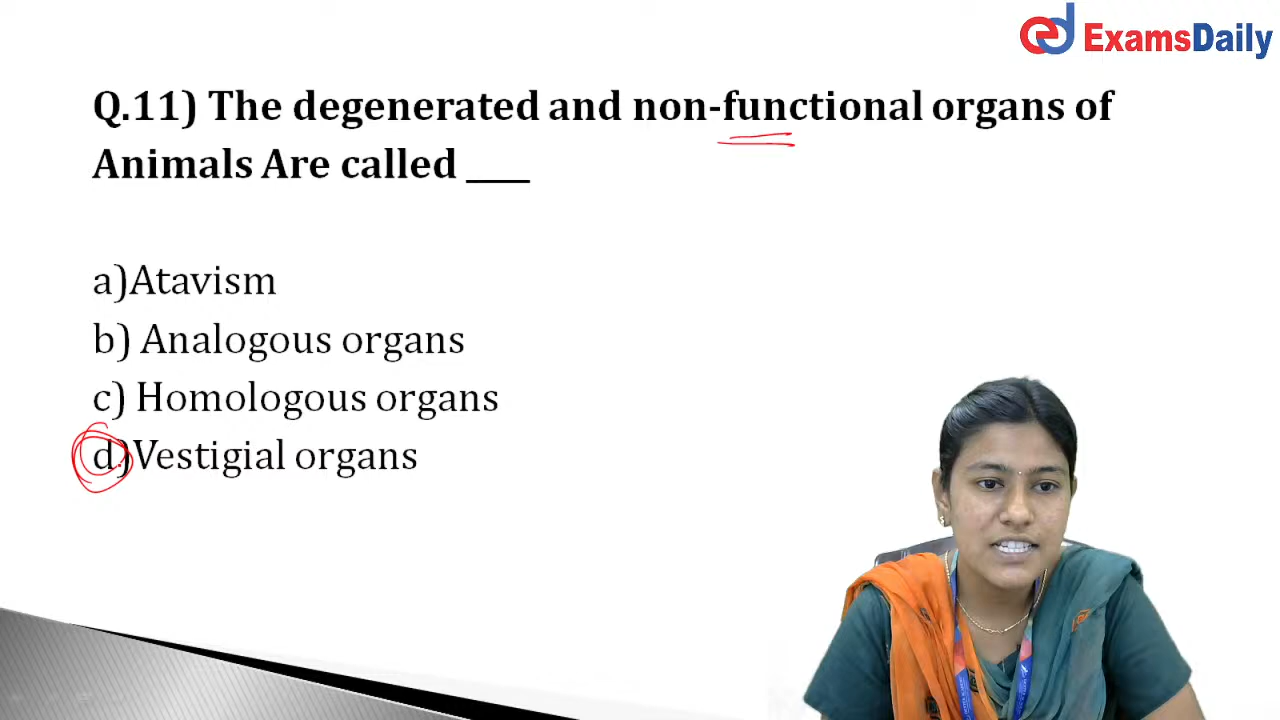 ExamsDaily
Q.11) The degenerated and non-functional organs of
Animals Are called ____
a)Atavism
b) Analogous organs
c) Homologous organs
d)Vestigial organs